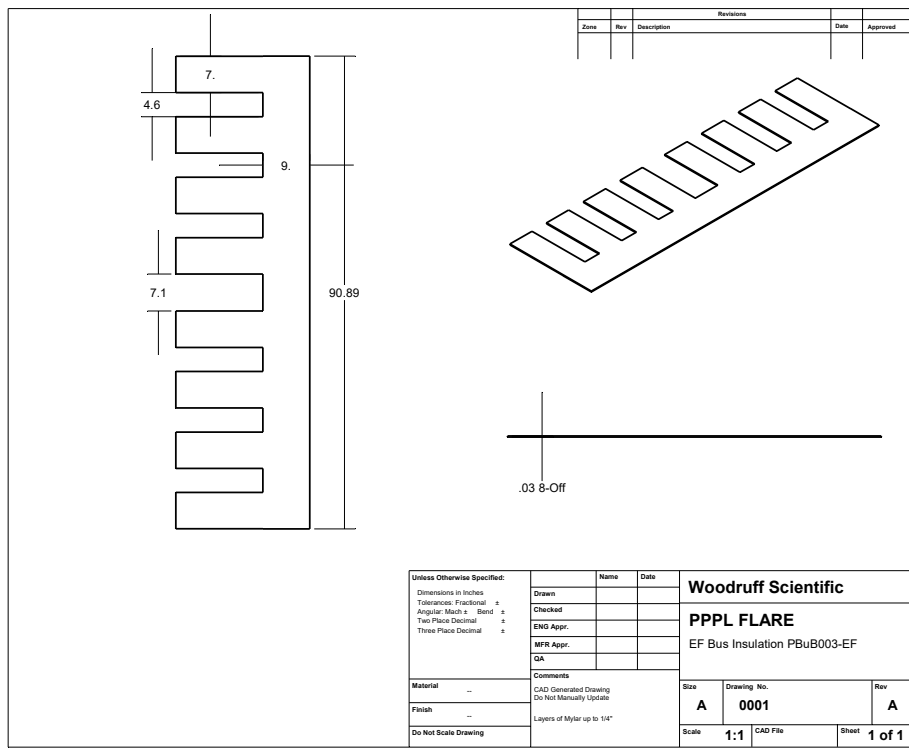 Revisions
Zone Rev Description Date Approved
7.
4.6
9.
7.1
90.89
.03 8-Off
Unless Otherwise Specified:
Dimensions in Inches
Tolerances: Fractional ±
Angular: Mach ± Bend ±
Two Place Decimal ±
Three Place Decimal ±
Material
--
Finish
--
Do Not Scale Drawing
Name Date
Drawn
Checked
ENG Appr.
MFR Appr.
QA
Comments
CAD Generated Drawing
Do Not Manually Update
Layers of Mylar up to 1/4"
Woodruff Scientific
PPPL FLARE
EF Bus Insulation PBuB003-EF
Size Drawing No. Rev
A 0001 A
Scale 1:1 CAD File Sheet 1 of 1